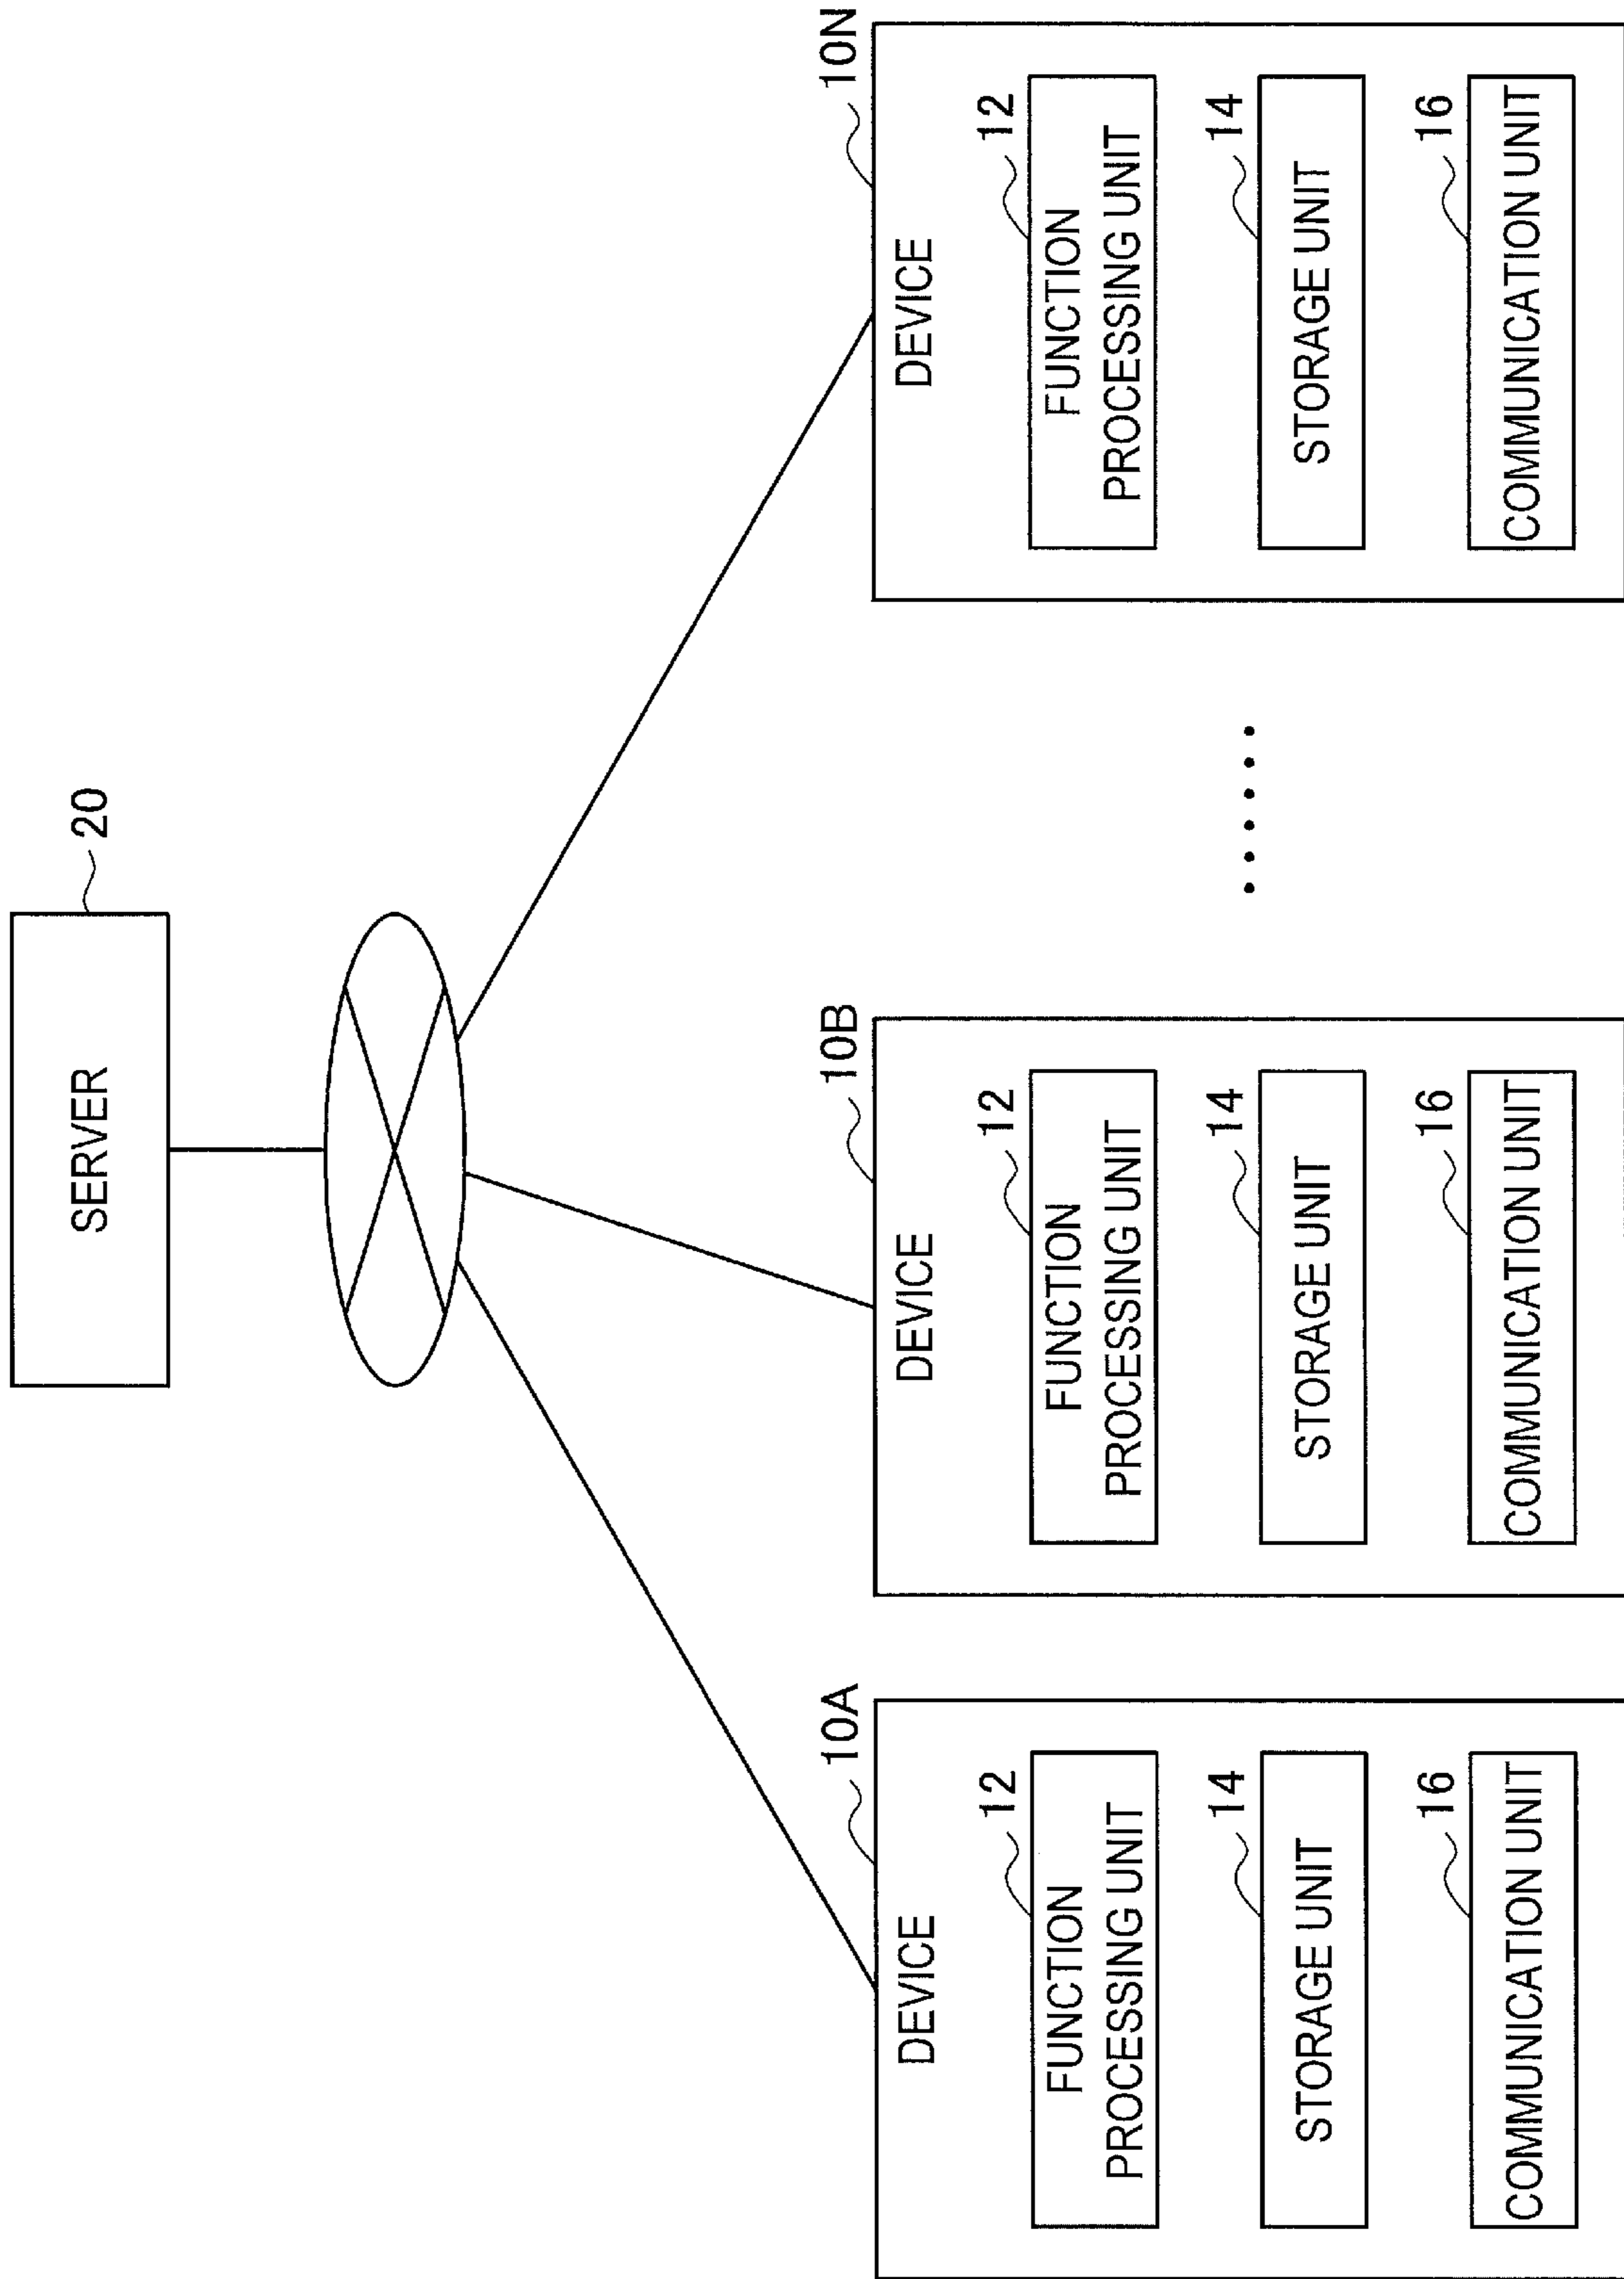 SERVER
20
10A
DEVICE
12
FUNCTION
PROCESSING UNIT
14
STORAGE UNIT
16
COMMUNICATION UNIT
10B
DEVICE
12
FUNCTION
PROCESSING UNIT
14
STORAGE UNIT
16
COMMUNICATION UNIT
......
10N
DEVICE
12
FUNCTION
PROCESSING UNIT
14
STORAGE UNIT
16
COMMUNICATION UNIT